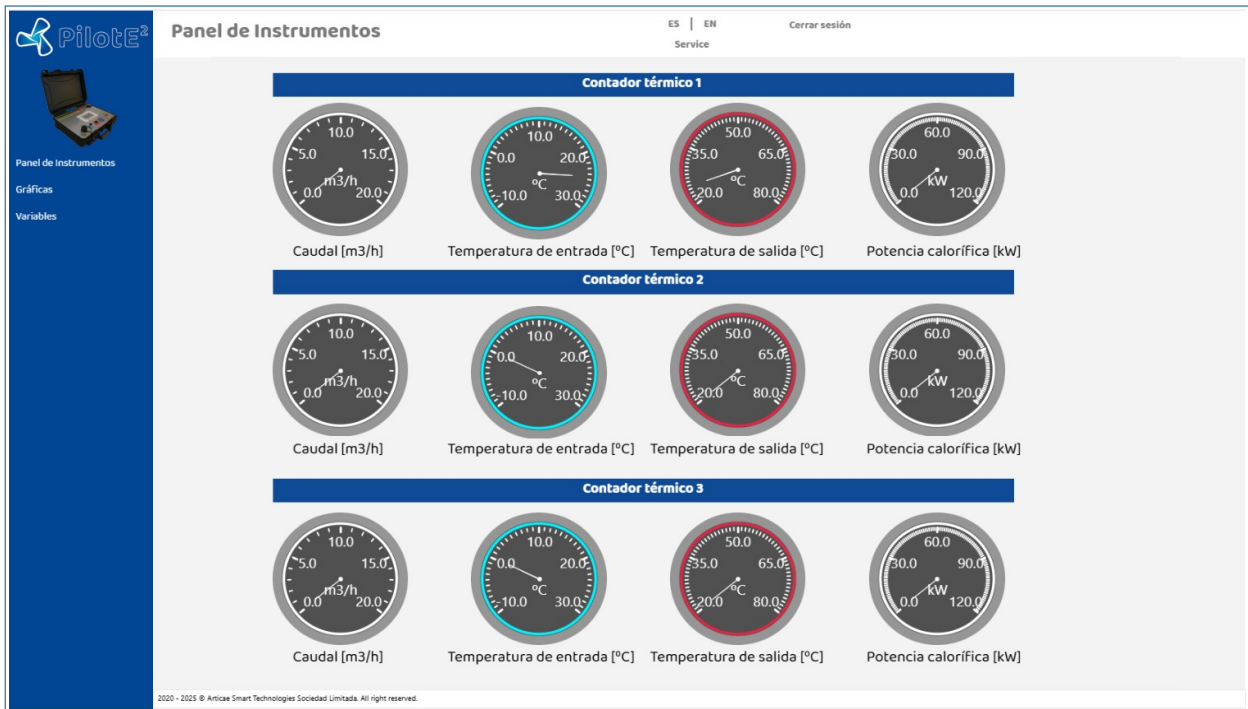 PilotE²
Panel de Instrumentos
ES | EN
Cerrar sesión
Service
Panel de Instrumentos
Gráficas
Variables
Contador térmico 1
0.0 5.0 10.0 15.0 20.0 m3/h
-10.0 0.0 10.0 20.0 30.0 ºC
20.0 35.0 50.0 65.0 80.0 ºC
0.0 30.0 60.0 90.0 120.0 kW
Caudal [m3/h]
Temperatura de entrada [ºC]
Temperatura de salida [ºC]
Potencia calorífica [kW]
Contador térmico 2
0.0 5.0 10.0 15.0 20.0 m3/h
-10.0 0.0 10.0 20.0 30.0 ºC
20.0 35.0 50.0 65.0 80.0 ºC
0.0 30.0 60.0 90.0 120.0 kW
Caudal [m3/h]
Temperatura de entrada [ºC]
Temperatura de salida [ºC]
Potencia calorífica [kW]
Contador térmico 3
0.0 5.0 10.0 15.0 20.0 m3/h
-10.0 0.0 10.0 20.0 30.0 ºC
20.0 35.0 50.0 65.0 80.0 ºC
0.0 30.0 60.0 90.0 120.0 kW
Caudal [m3/h]
Temperatura de entrada [ºC]
Temperatura de salida [ºC]
Potencia calorífica [kW]
2020 - 2025 © Articae Smart Technologies Sociedad Limitada. All right reserved.